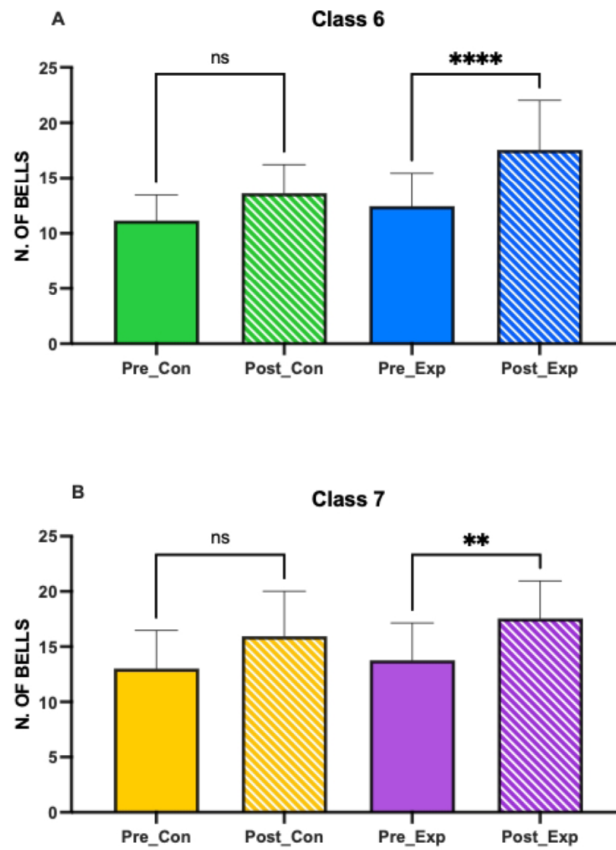 A
Class 6
ns
****
N. OF BELLS
25
20
15
10
5
0
Pre_Con Post_Con Pre_Exp Post_Exp
B
Class 7
ns
**
N. OF BELLS
25
20
15
10
5
0
Pre_Con Post_Con Pre_Exp Post_Exp